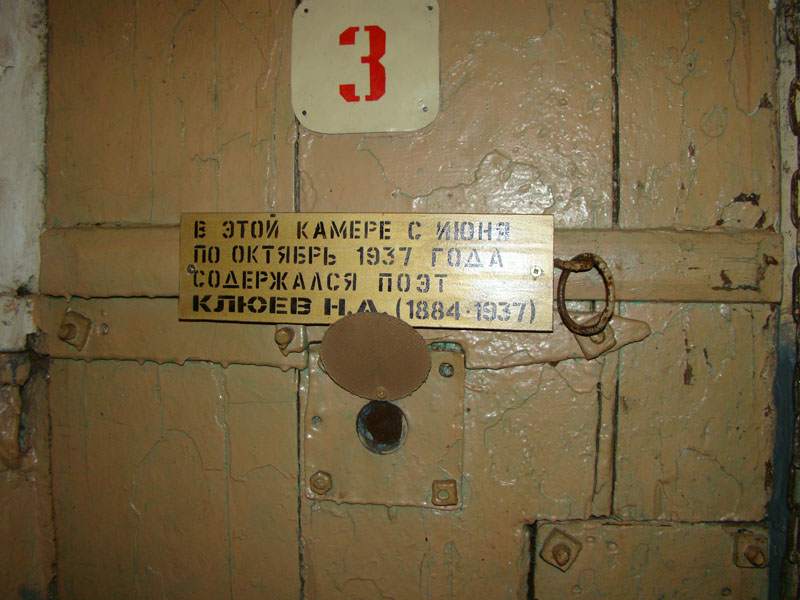 3
В ЭТОЙ КАМЕРЕ С ИЮНЯ
ПО ОКТЯБРЬ 1937 ГОДА
СОДЕРЖАЛСЯ ПОЭТ
КЛЮЕВ Н.А. (1884-1937)